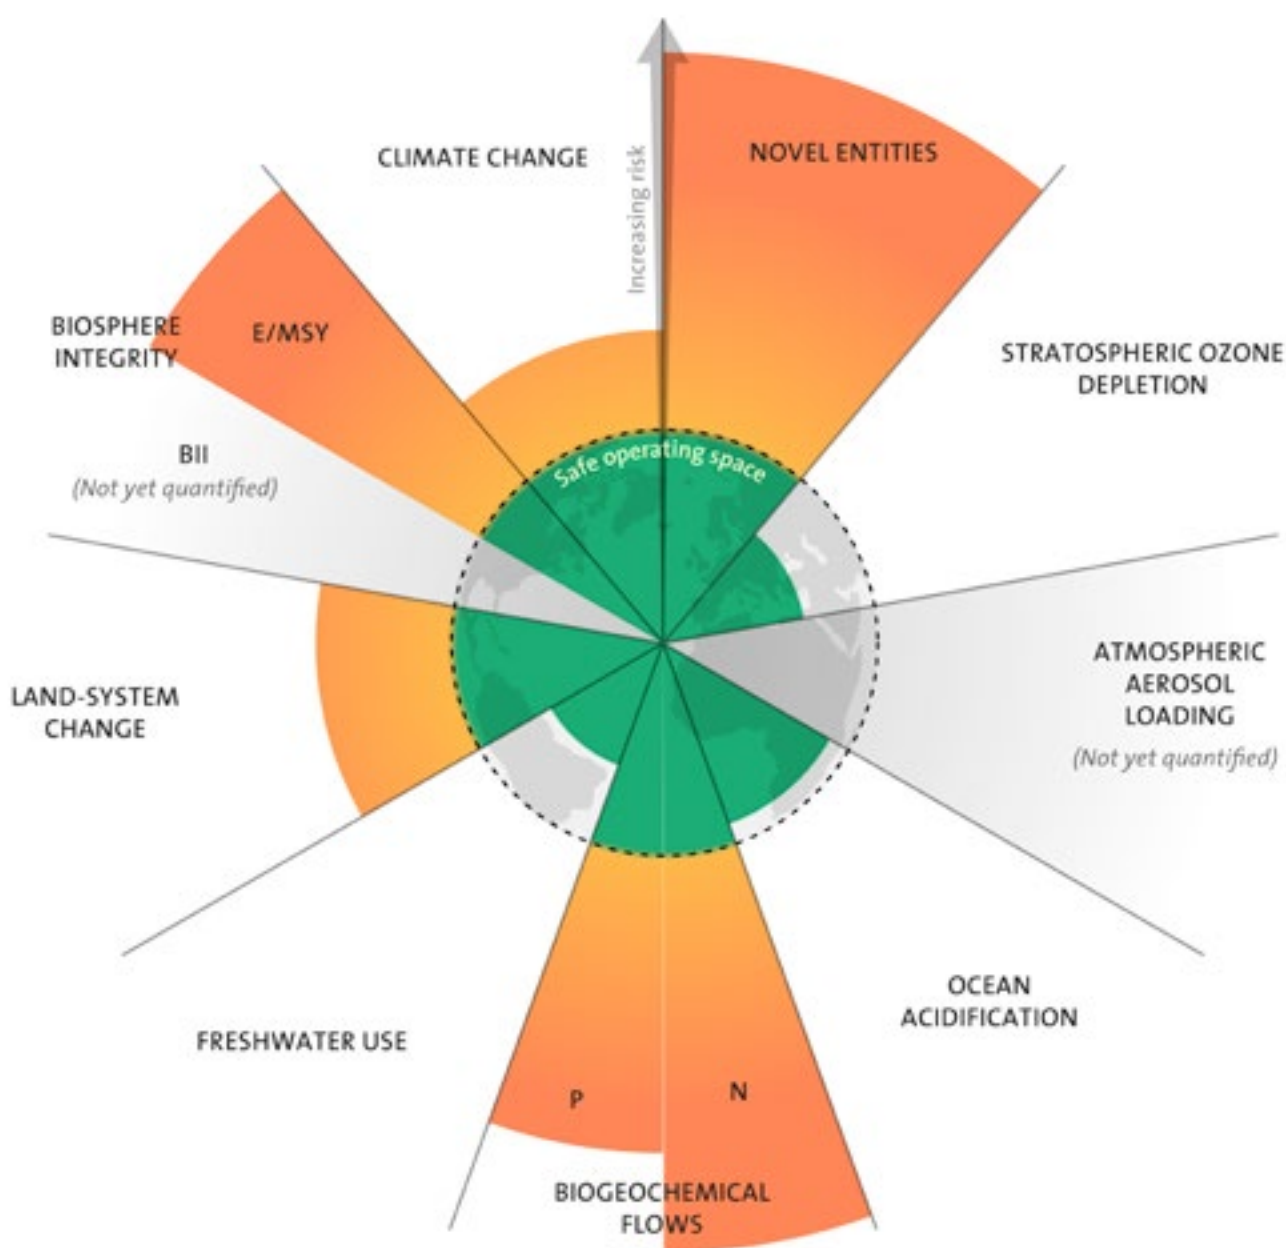 CLIMATE CHANGE
NOVEL ENTITIES
Increasing risk
BIOSPHERE
INTEGRITY
E/MSY
STRATOSPHERIC OZONE
DEPLETION
BII
(Not yet quantified)
Safe operating space
LAND-SYSTEM
CHANGE
ATMOSPHERIC
AEROSOL
LOADING
(Not yet quantified)
FRESHWATER USE
OCEAN
ACIDIFICATION
P
N
BIOGEOCHEMICAL
FLOWS